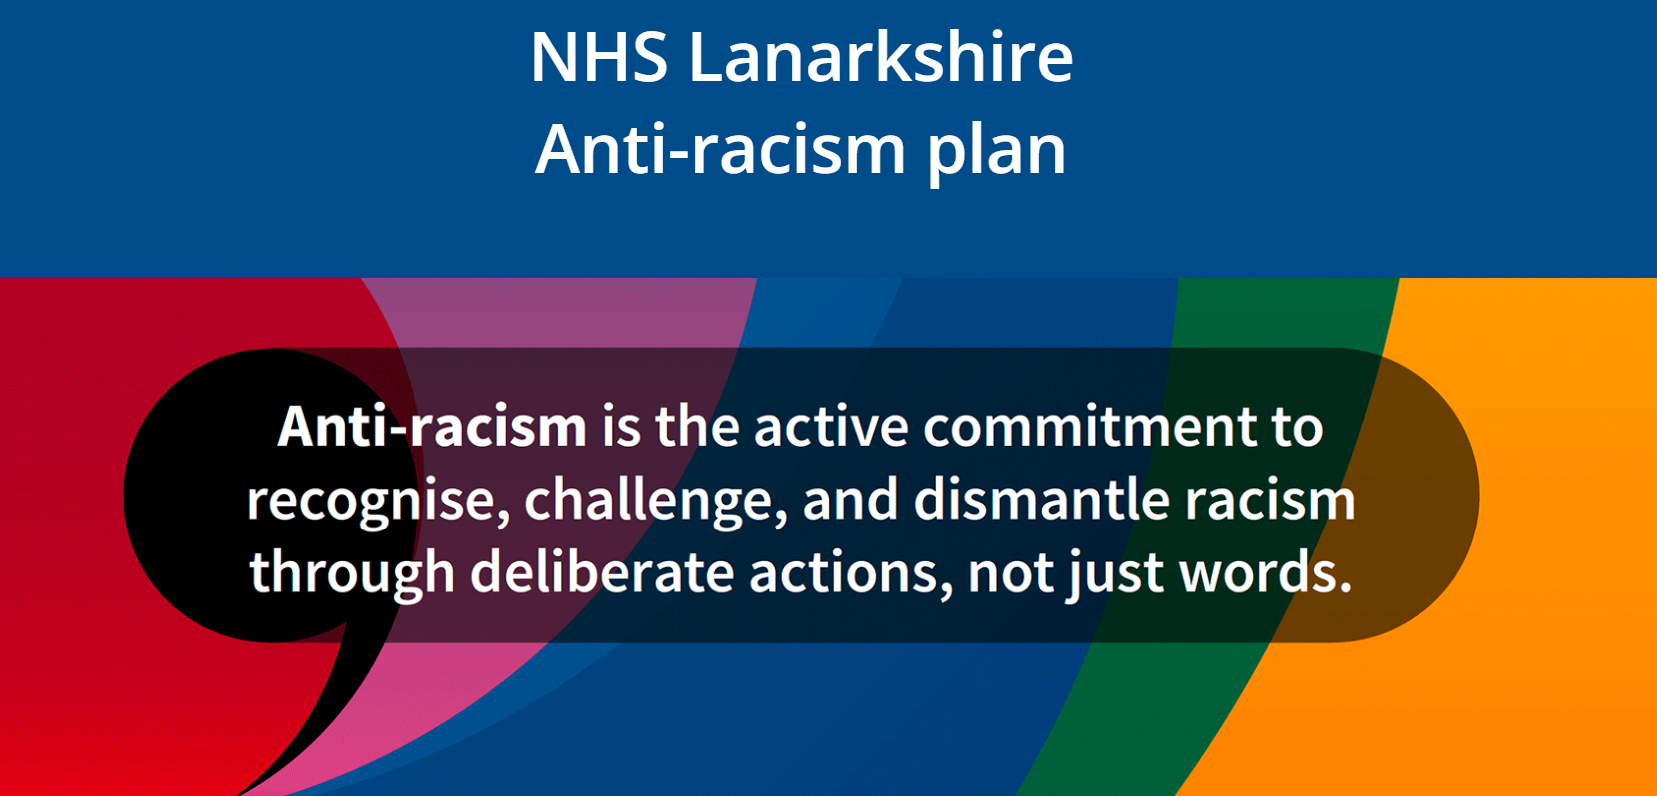 NHS Lanarkshire
Anti-racism plan
Anti-racism is the active commitment to
recognise, challenge, and dismantle racism
through deliberate actions, not just words.